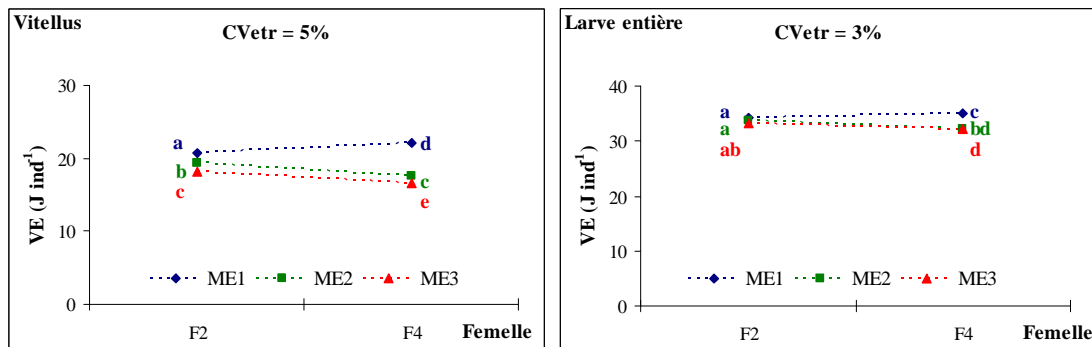 Vitellus
CVetr = 5%
VE (J ind⁻¹)
30
20
10
0
a
b
c
d
c
e
ME1 ME2 ME3
F2 F4 Femelle
Larve entière
CVetr = 3%
VE (J ind⁻¹)
40
30
20
10
0
a
a
ab
c
bd
d
ME1 ME2 ME3
F2 F4 Femelle